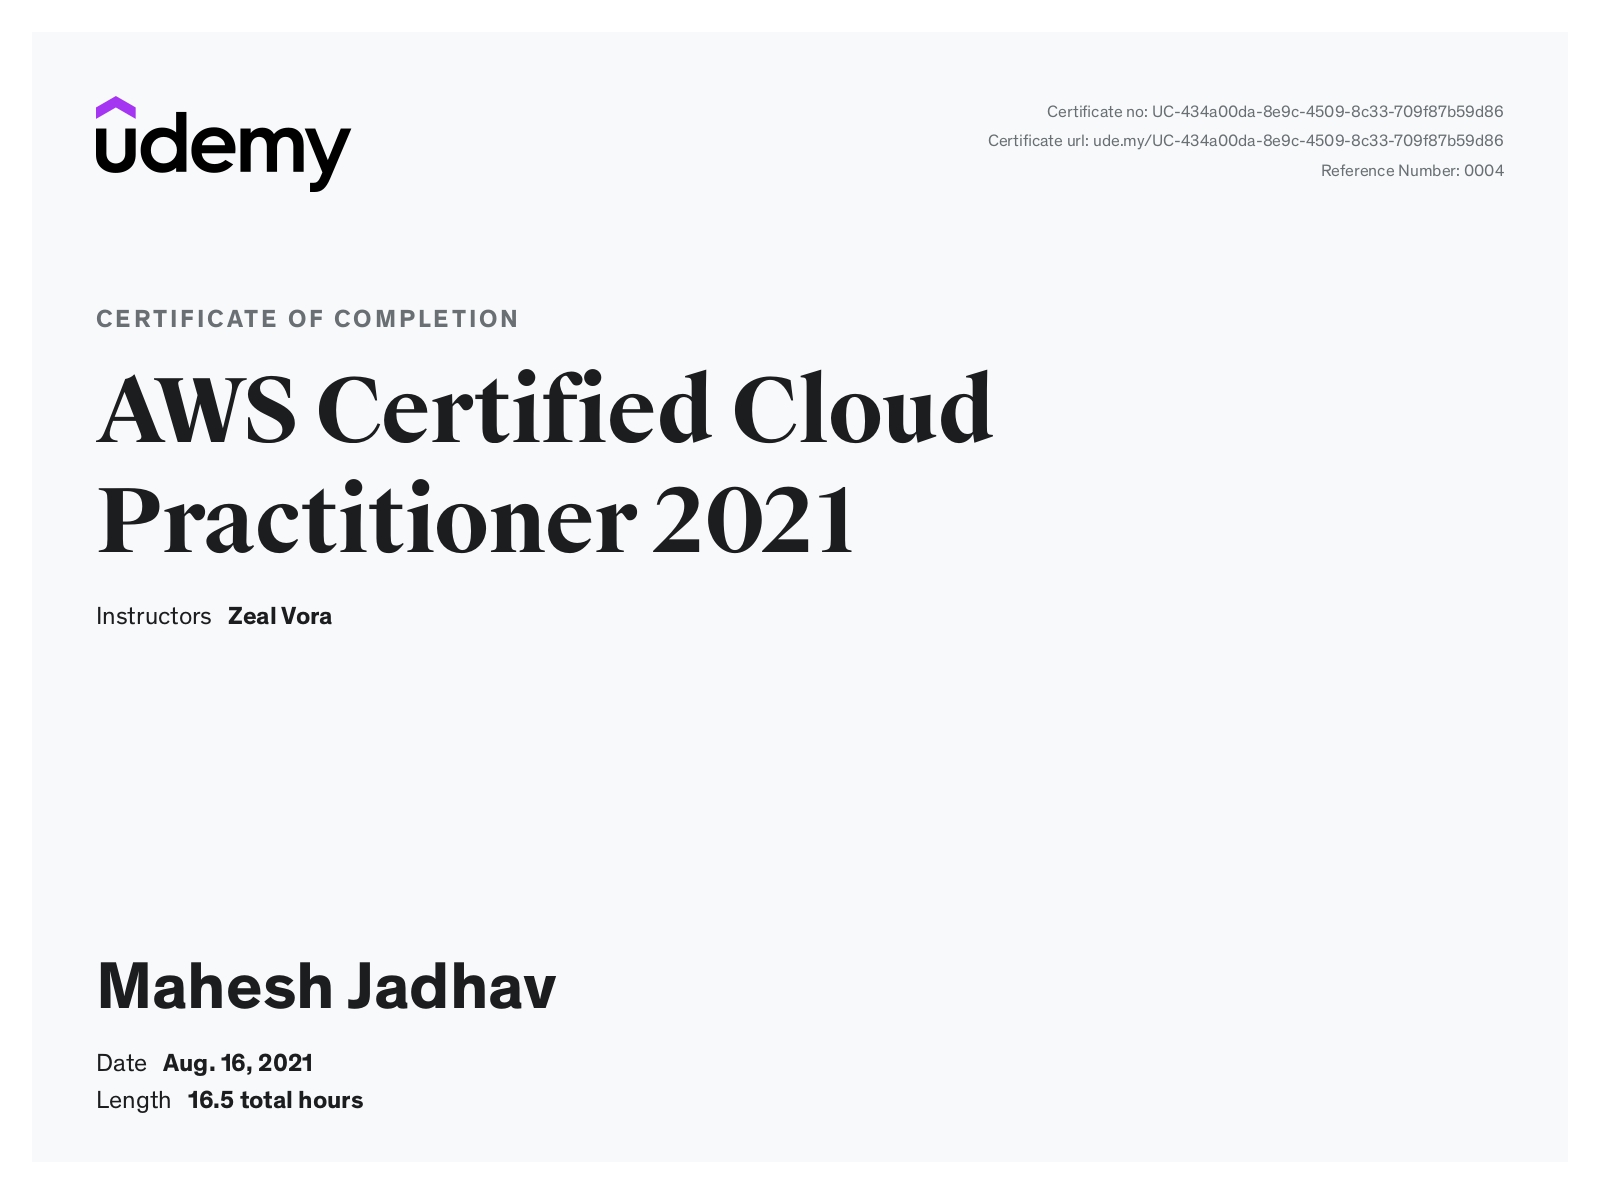 udemy
Certificate no: UC-434a00da-8e9c-4509-8c33-709f87b59d86
Certificate url: ude.my/UC-434a00da-8e9c-4509-8c33-709f87b59d86
Reference Number: 0004
CERTIFICATE OF COMPLETION
AWS Certified Cloud
Practitioner 2021
Instructors Zeal Vora
Mahesh Jadhav
Date Aug. 16, 2021
Length 16.5 total hours